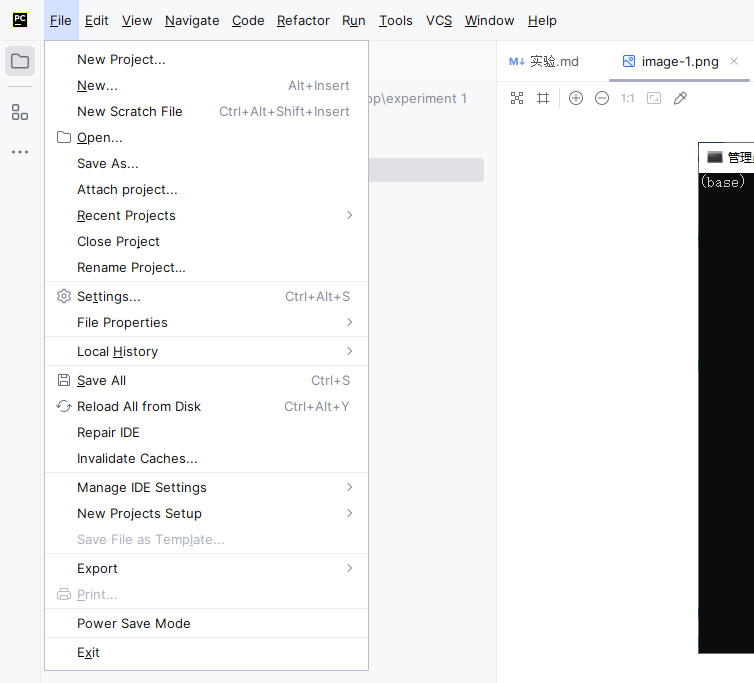 PC File Edit View Navigate Code Refactor Run Tools VCS Window Help
New Project...
New... Alt+Insert
New Scratch File Ctrl+Alt+Shift+Insert
Open...
Save As...
Attach project...
Recent Projects
Close Project
Rename Project...
Settings... Ctrl+Alt+S
File Properties
Local History
Save All Ctrl+S
Reload All from Disk Ctrl+Alt+Y
Repair IDE
Invalidate Caches...
Manage IDE Settings
New Projects Setup
Save File as Template...
Export
Print...
Power Save Mode
Exit
op\experiment 1
M↓ 实验.md image-1.png
1:1
管理
(base)